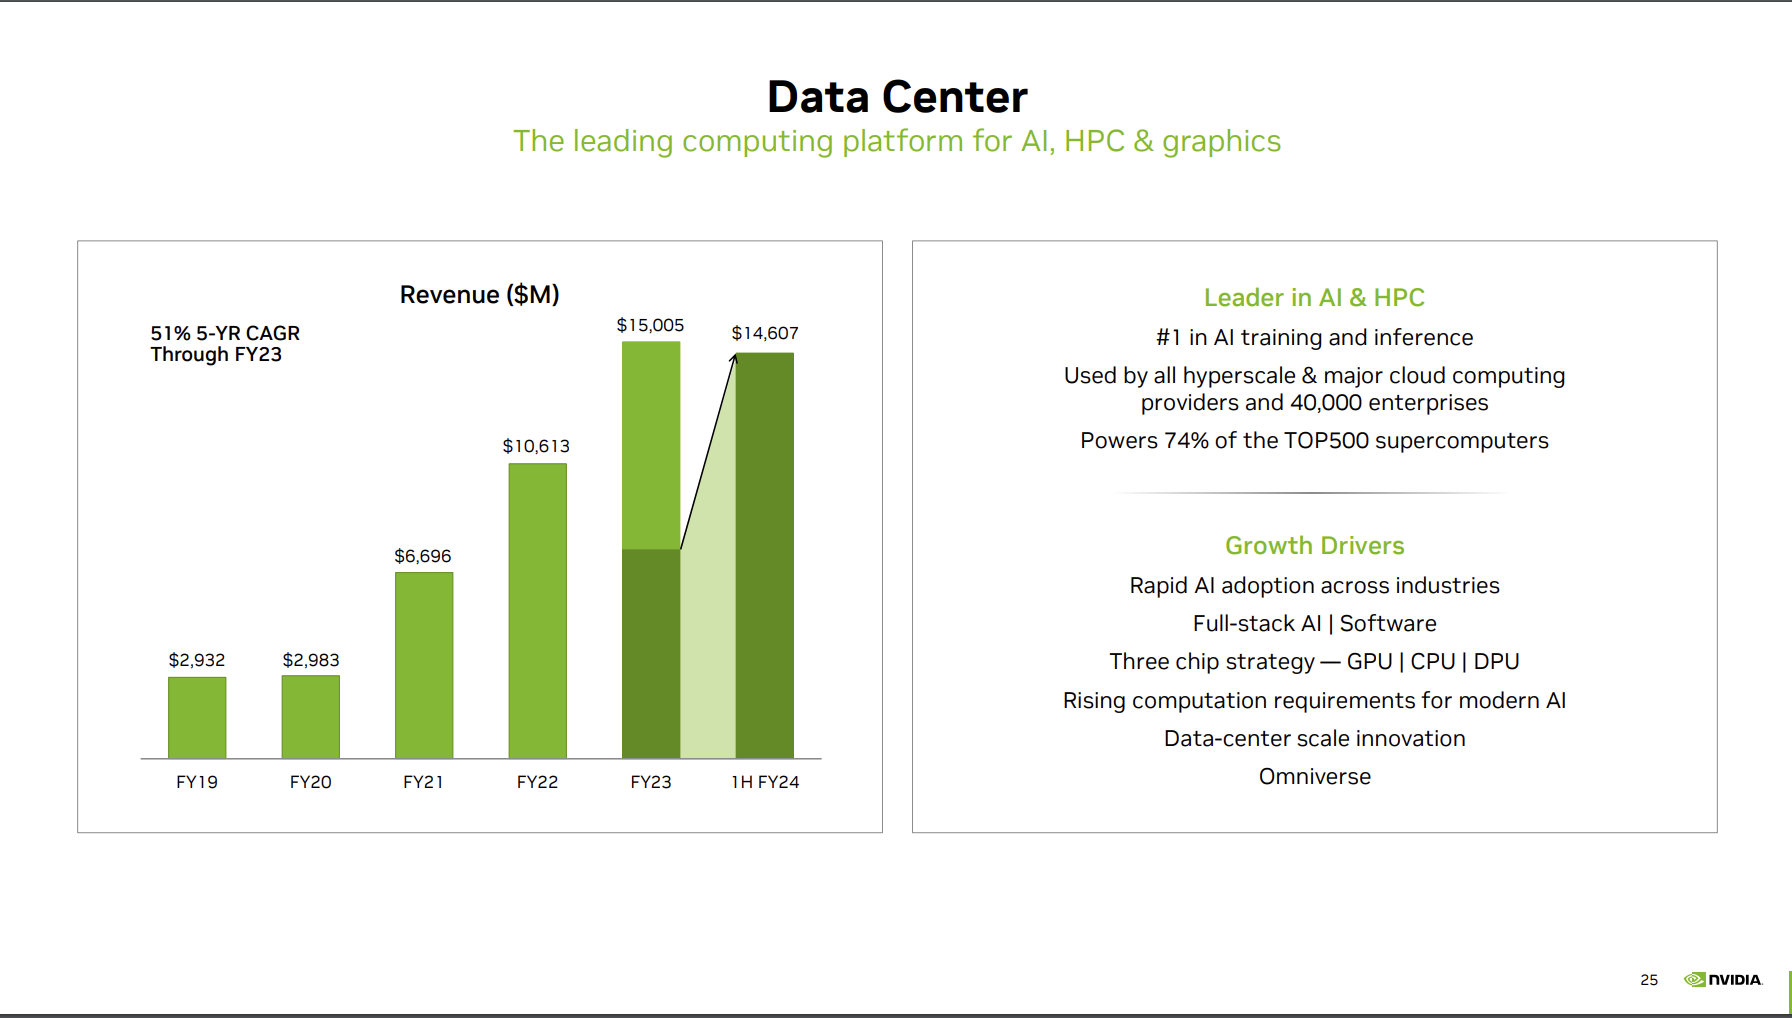 Data Center
The leading computing platform for AI, HPC & graphics
Revenue ($M)
51% 5-YR CAGR
Through FY23
$2,932
$2,983
$6,696
$10,613
$15,005
$14,607
FY19
FY20
FY21
FY22
FY23
1H FY24
Leader in AI & HPC
#1 in AI training and inference
Used by all hyperscale & major cloud computing
providers and 40,000 enterprises
Powers 74% of the TOP500 supercomputers
Growth Drivers
Rapid AI adoption across industries
Full-stack AI | Software
Three chip strategy — GPU | CPU | DPU
Rising computation requirements for modern AI
Data-center scale innovation
Omniverse
25
NVIDIA.